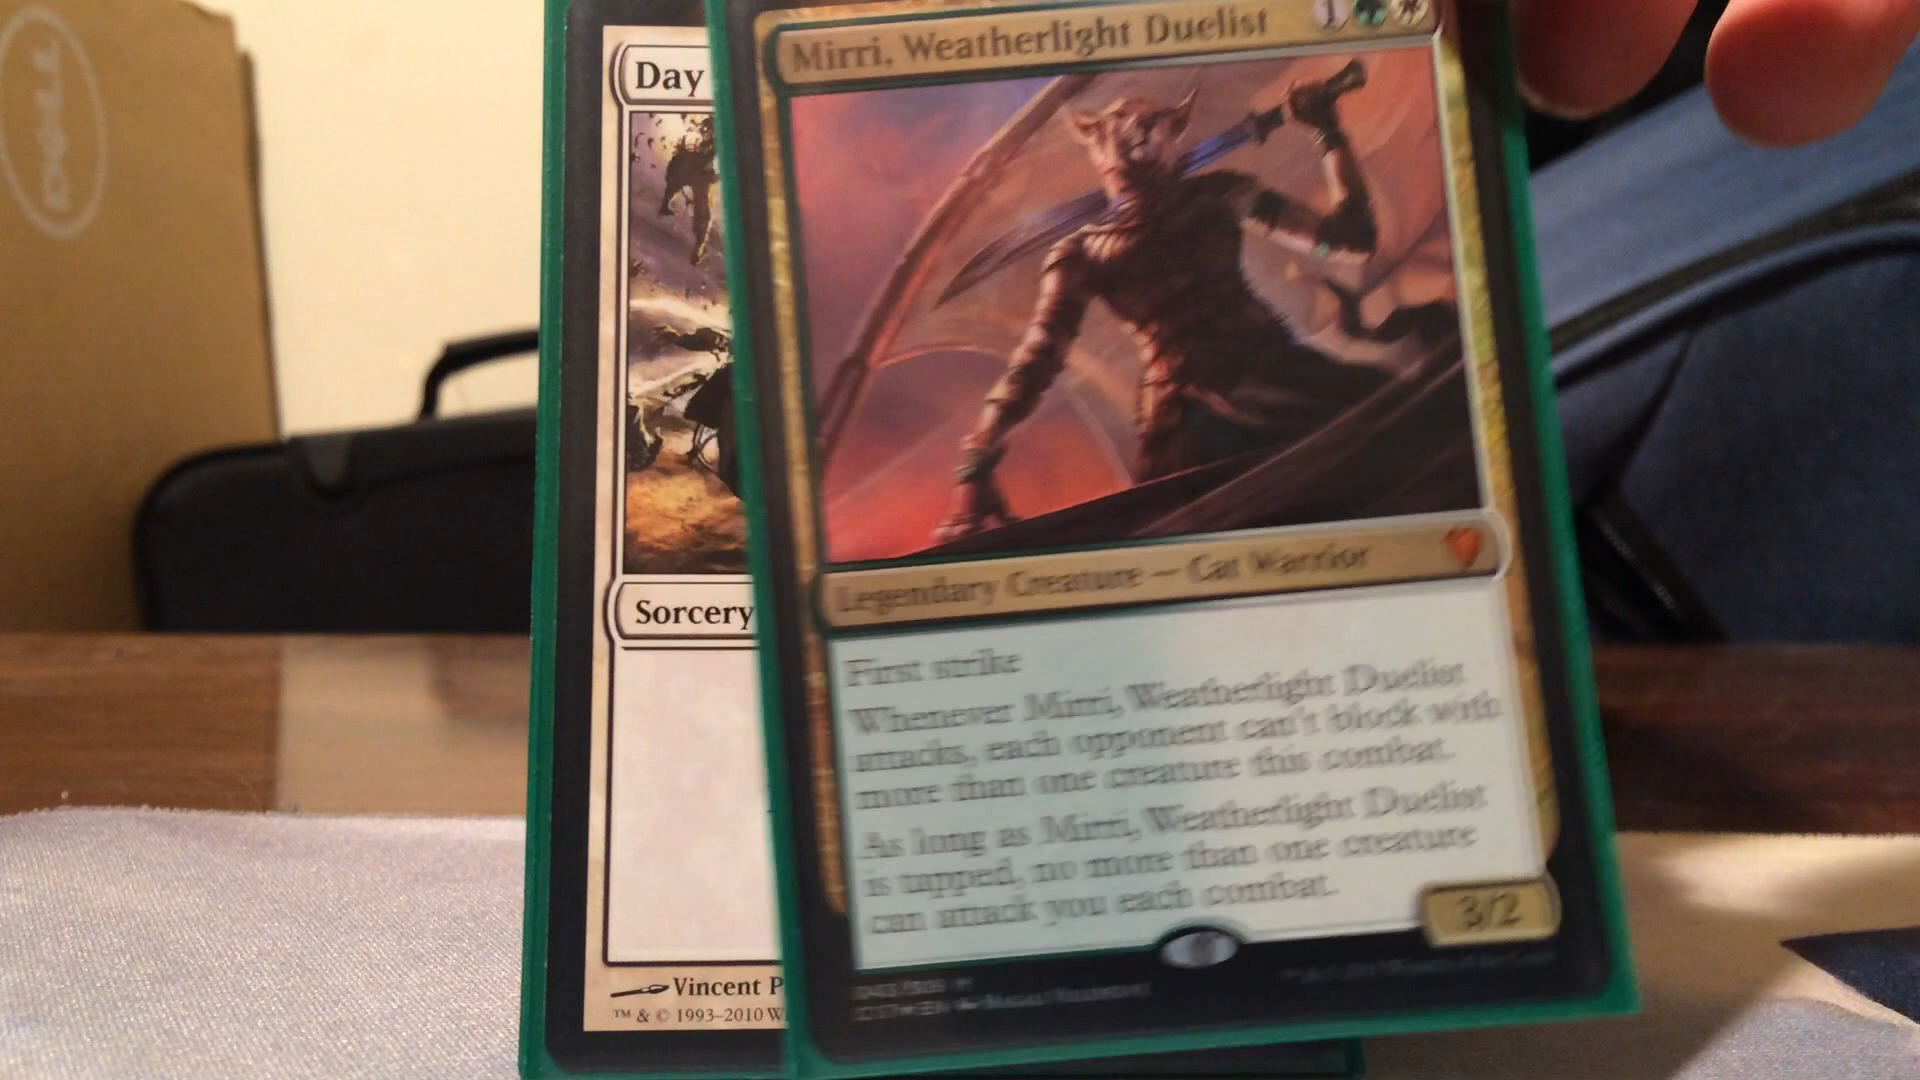 DELL
Day
Sorcery
Vincent P
™ & © 1993–2010 W
Mirri, Weatherlight Duelist
1
Legendary Creature — Cat Warrior
First strike
Whenever Mirri, Weatherlight Duelist
attacks, each opponent can't block with
more than one creature this combat.
As long as Mirri, Weatherlight Duelist
is tapped, no more than one creature
can attack you each combat.
3/2